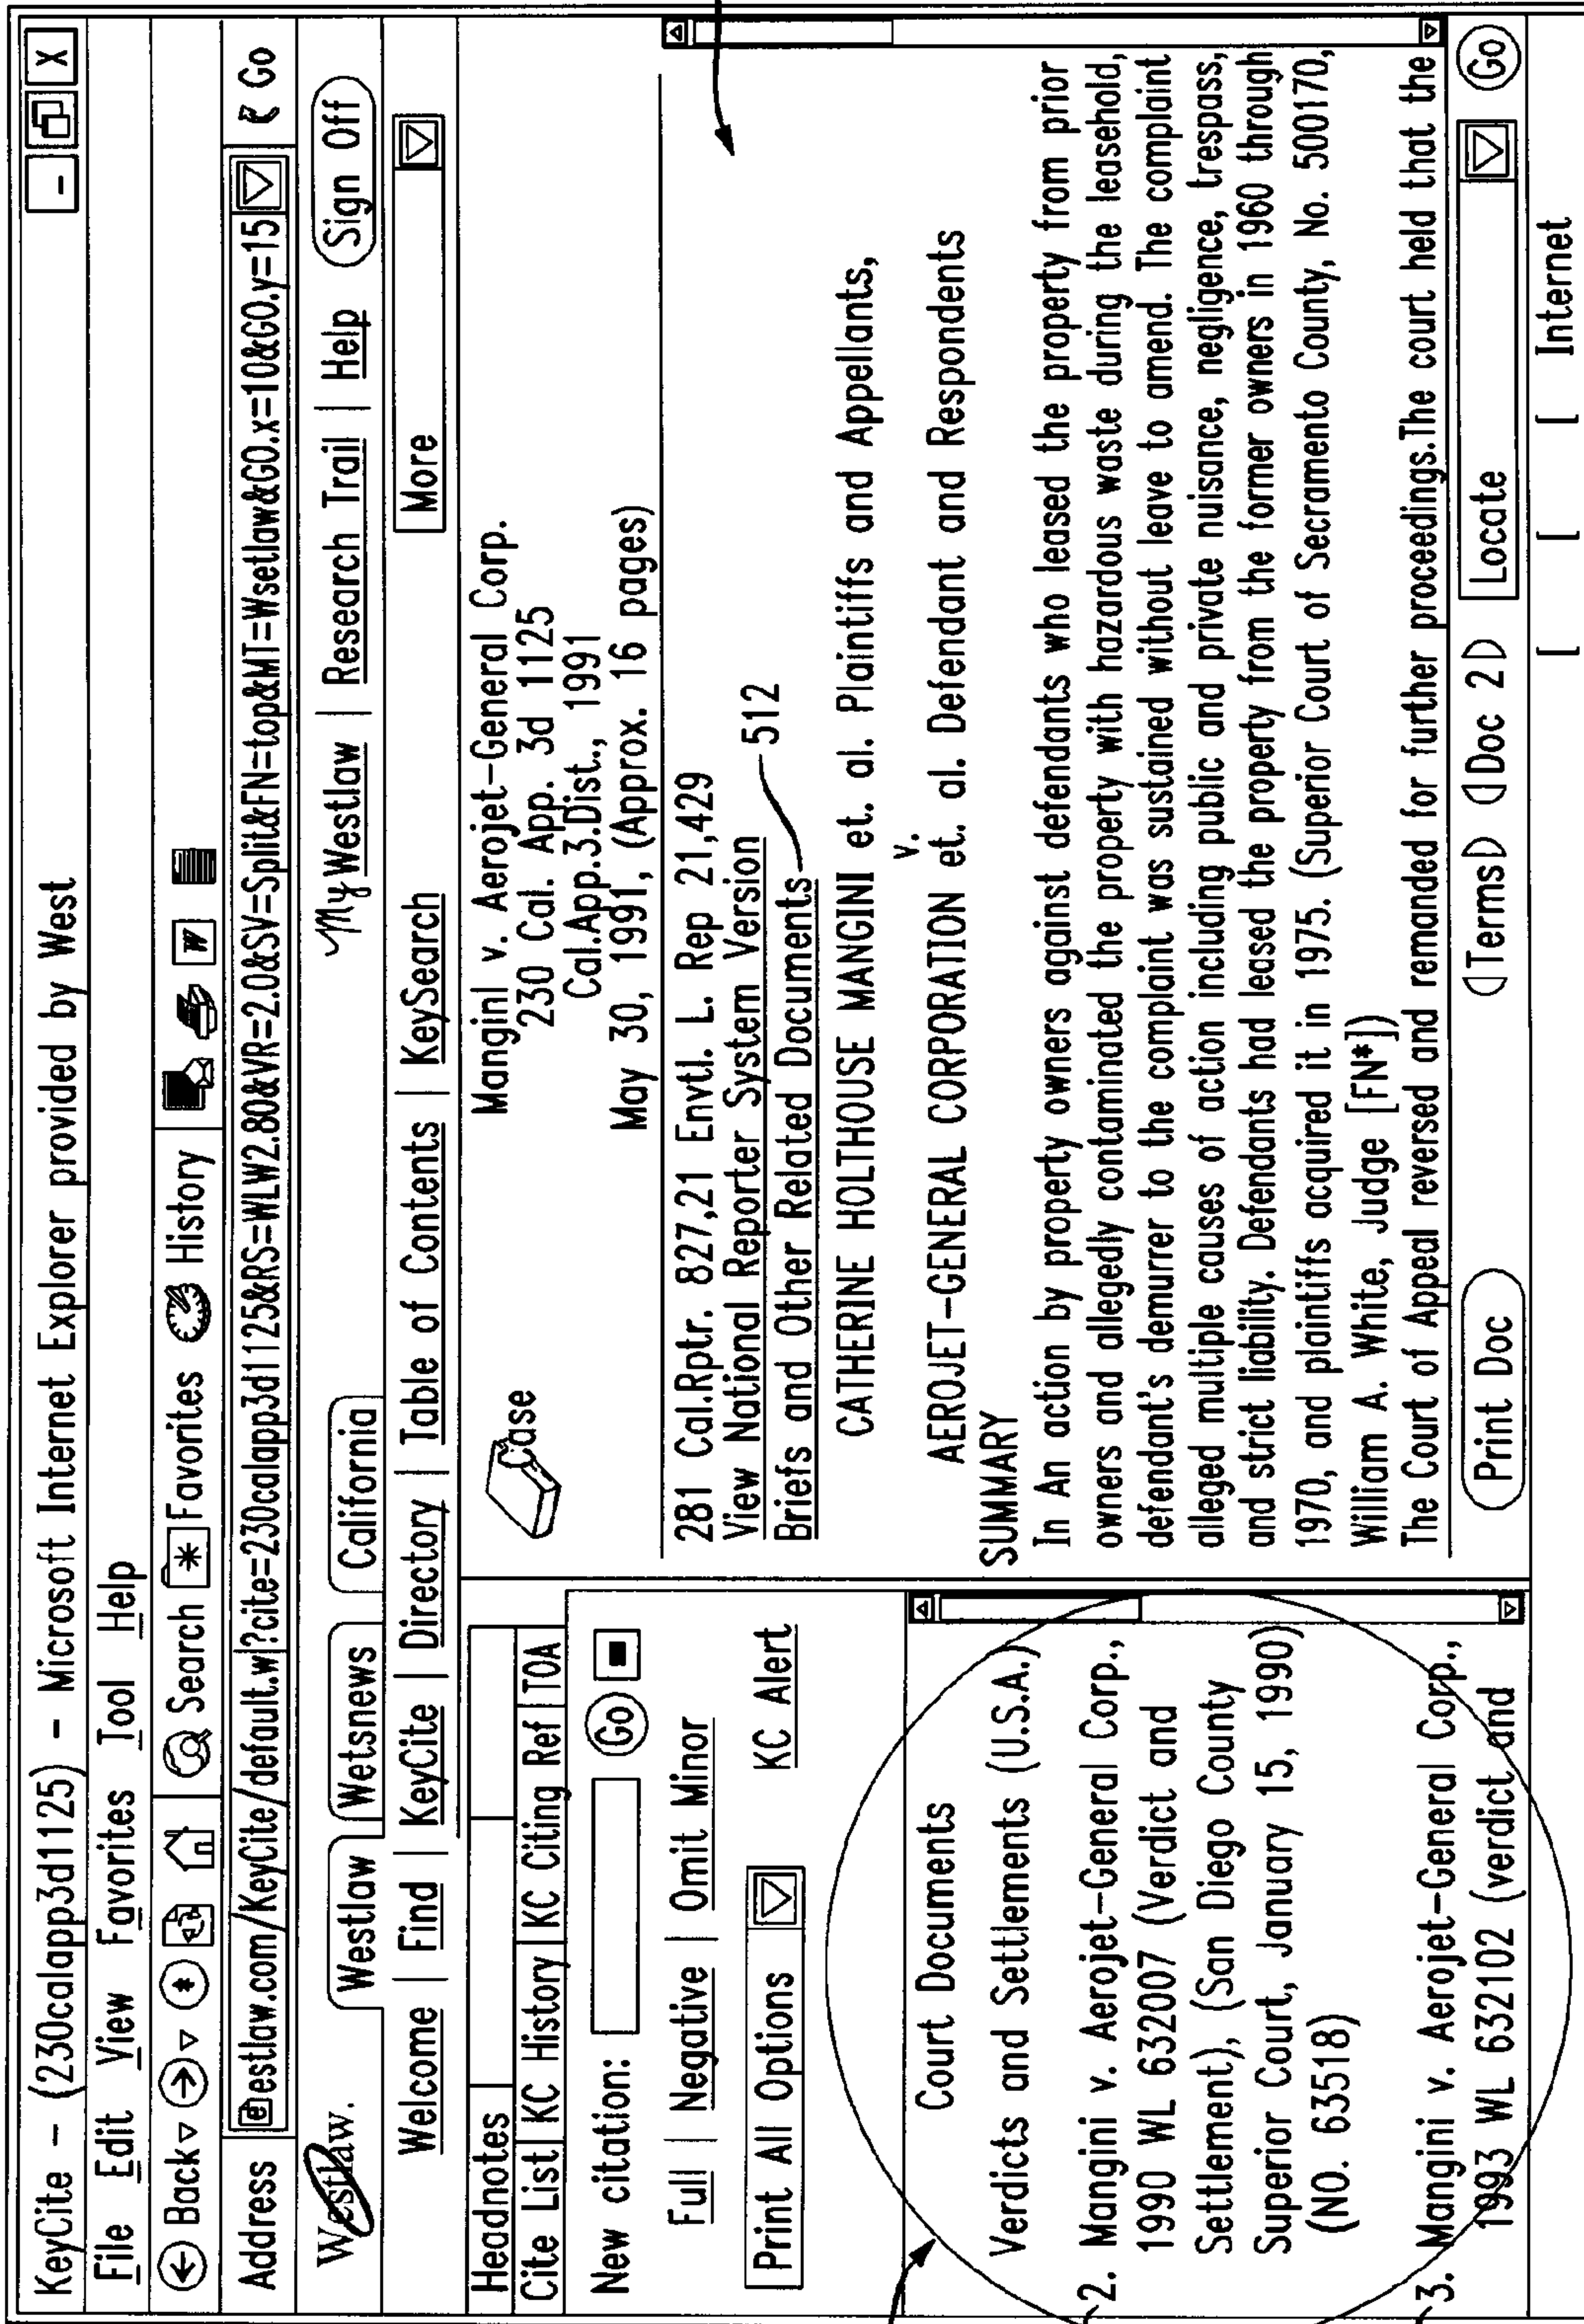 KeyCite - (230calapp3d1125) - Microsoft Internet Explorer provided by West
- X
File Edit View Favorites Tool Help
Back * Search * Favorites History W
Address estlaw.com/KeyCite/default.wl?cite=230calapp3d1125&RS=WLW2.80&VR=2.0&SV=Split&FN=top&MT=Wsetlaw&GO.x=10&GO.y=15 Go
Westlaw. Westlaw Wetsnews California My Westlaw | Research Trail | Help Sign Off
Welcome | Find | KeyCite | Directory | Table of Contents | KeySearch More
Headnotes
Cite List KC History KC Citing Ref TOA
New citation: Go
Full | Negative | Omit Minor
Print All Options KC Alert
Court Documents
Verdicts and Settlements (U.S.A.)
2. Mangini v. Aerojet-General Corp.,
1990 WL 632007 (Verdict and
Settlement), (San Diego County
Superior Court, January 15, 1990)
(NO. 63518)
3. Mangini v. Aerojet-General Corp.,
1993 WL 632102 (verdict and
Case
Mangini v. Aerojet-General Corp.
230 Cal. App. 3d 1125
Cal.App.3.Dist., 1991
May 30, 1991, (Approx. 16 pages)
281 Cal.Rptr. 827,21 Envtl. L. Rep 21,429
View National Reporter System Version
Briefs and Other Related Documents 512
CATHERINE HOLTHOUSE MANGINI et. al. Plaintiffs and Appellants,
v.
AEROJET-GENERAL CORPORATION et. al. Defendant and Respondents
SUMMARY
In An action by property owners against defendants who leased the property from prior
owners and allegedly contaminated the property with hazardous waste during the leasehold,
defendant's demurrer to the complaint was sustained without leave to amend. The complaint
alleged multiple causes of action including public and private nuisance, negligence, trespass,
and strict liability. Defendants had leased the property from the former owners in 1960 through
1970, and plaintiffs acquired it in 1975. (Superior Court of Secramento County, No. 500170,
William A. White, Judge [FN*])
The Court of Appeal reversed and remanded for further proceedings.The court held that the
Print Doc Terms Doc 2 Locate Go
[ [ [ Internet